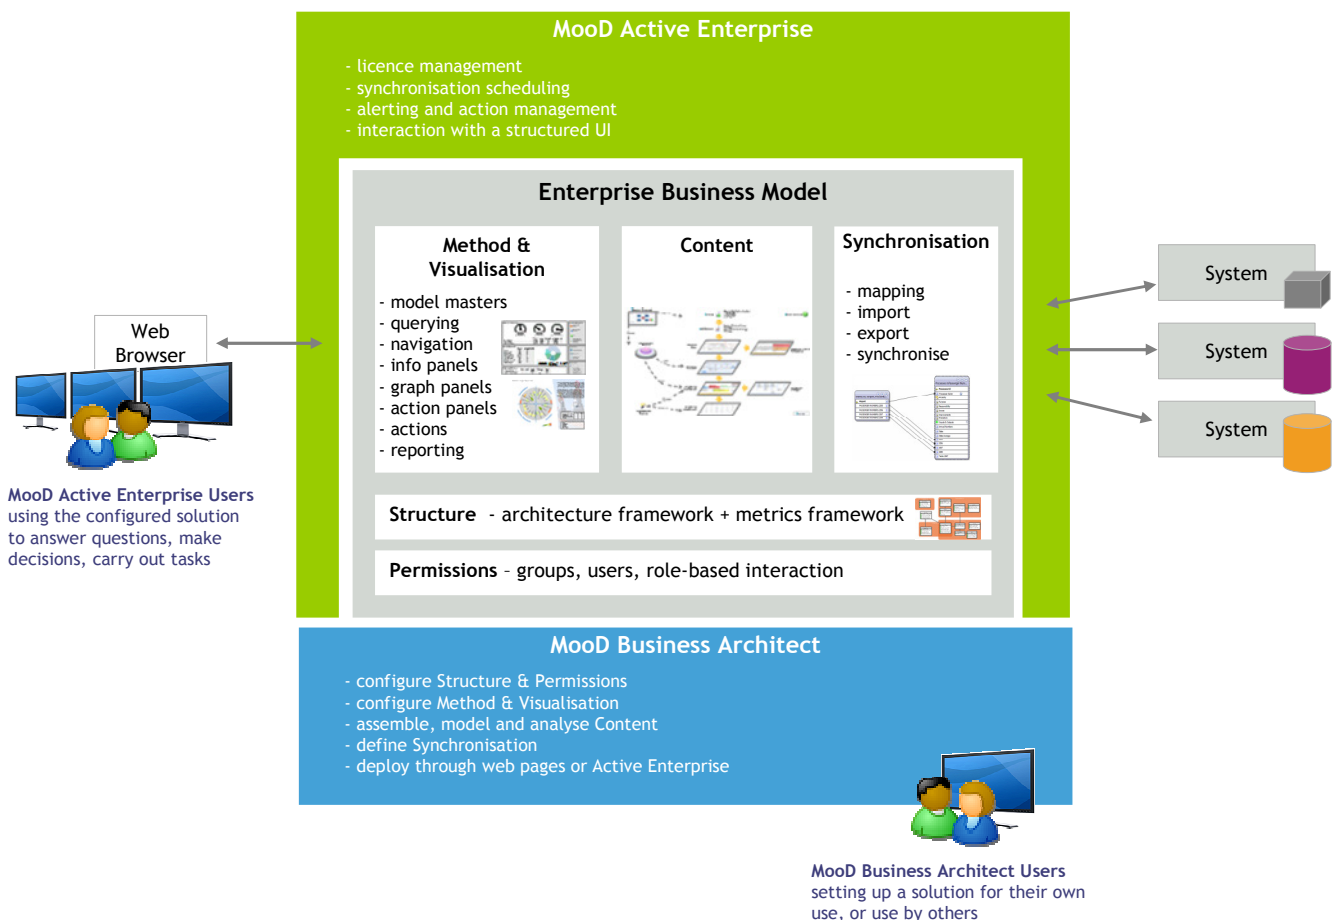 MooD Active Enterprise
- licence management
- synchronisation scheduling
- alerting and action management
- interaction with a structured UI
Enterprise Business Model
Method &
Visualisation
- model masters
- querying
- navigation
- info panels
- graph panels
- action panels
- actions
- reporting
Content
Synchronisation
- mapping
- import
- export
- synchronise
Structure - architecture framework + metrics framework
Permissions – groups, users, role-based interaction
Web
Browser
MooD Active Enterprise Users
using the configured solution
to answer questions, make
decisions, carry out tasks
System
System
System
MooD Business Architect
- configure Structure & Permissions
- configure Method & Visualisation
- assemble, model and analyse Content
- define Synchronisation
- deploy through web pages or Active Enterprise
MooD Business Architect Users
setting up a solution for their own
use, or use by others